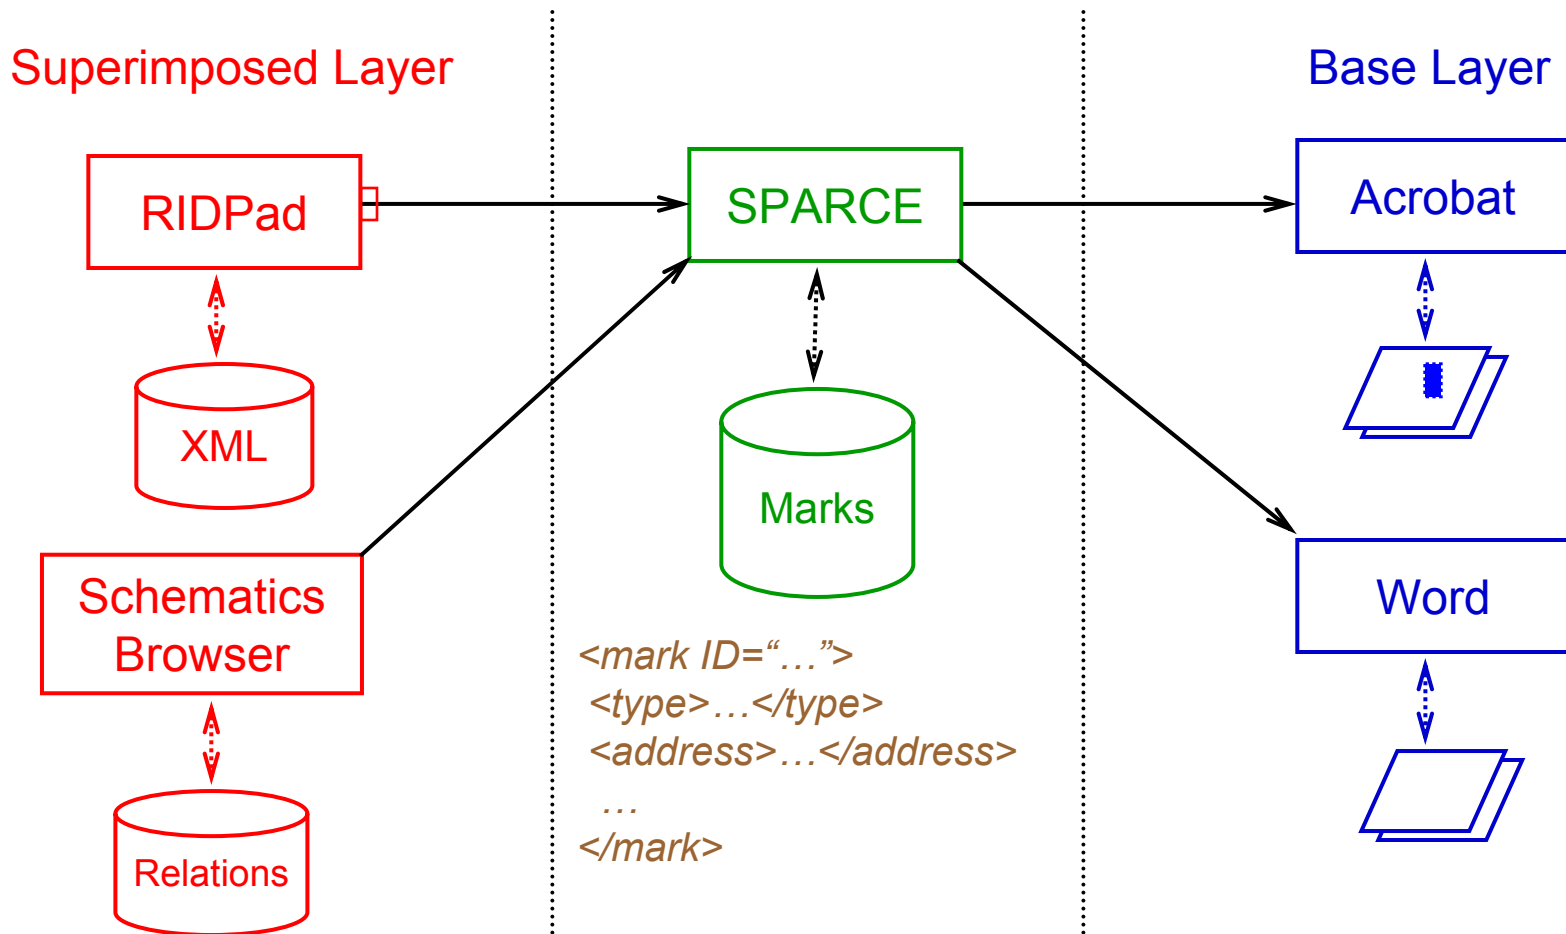 Superimposed Layer
Base Layer
RIDPad
SPARCE
Acrobat
XML
Marks
Schematics
Browser
Word
<mark ID=“…”>
<type>…</type>
<address>…</address>
…
</mark>
Relations